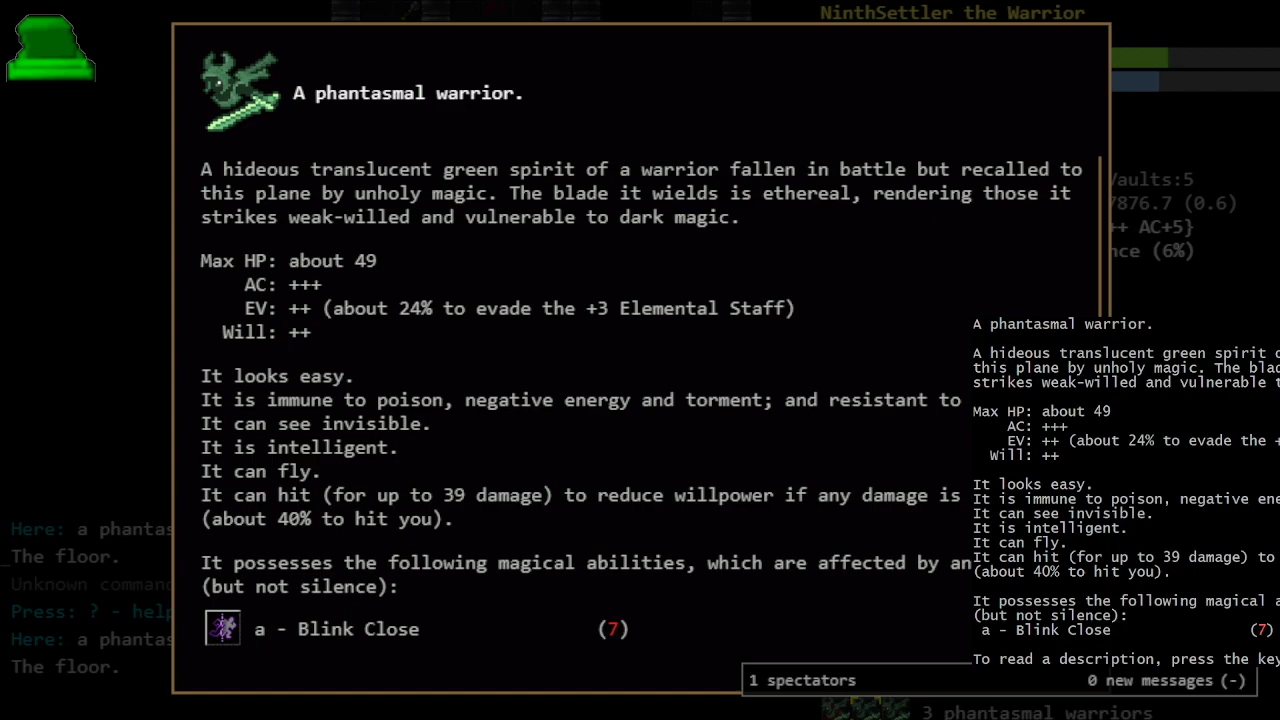 NinthSettler the Warrior
A phantasmal warrior.
A hideous translucent green spirit of a warrior fallen in battle but recalled to
this plane by unholy magic. The blade it wields is ethereal, rendering those it
strikes weak-willed and vulnerable to dark magic.
Max HP: about 49
AC: +++
EV: ++ (about 24% to evade the +3 Elemental Staff)
Will: ++
It looks easy.
It is immune to poison, negative energy and torment; and resistant to
It can see invisible.
It is intelligent.
It can fly.
It can hit (for up to 39 damage) to reduce willpower if any damage is
(about 40% to hit you).
It possesses the following magical abilities, which are affected by an
(but not silence):
a - Blink Close (7)
Vaults:5
7876.7 (0.6)
++ AC+5}
nce (6%)
A phantasmal warrior.
A hideous translucent green spirit
this plane by unholy magic. The blade
strikes weak-willed and vulnerable
Max HP: about 49
AC: +++
EV: ++ (about 24% to evade the
Will: ++
It looks easy.
It is immune to poison, negative ene
It can see invisible.
It is intelligent.
It can fly.
It can hit (for up to 39 damage) to
(about 40% to hit you).
It possesses the following magical a
(but not silence):
a - Blink Close (7)
To read a description, press the key
Here: a phantas
_The floor.
Unknown command
Press: ? - help
Here: a phantas
The floor.
1 spectators 0 new messages (-)
3 phantasmal warriors